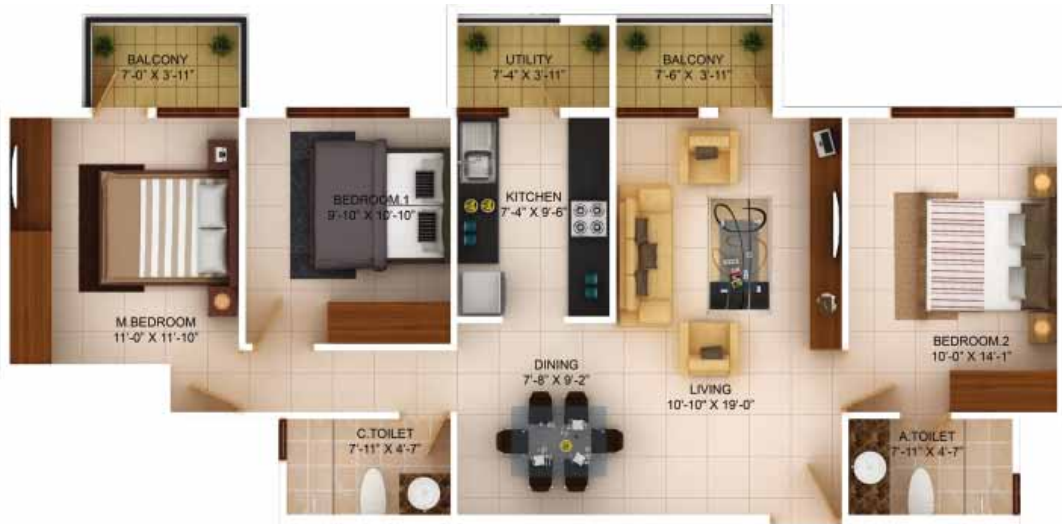 BALCONY
7'-0" X 3'-11"
UTILITY
7'-4" X 3'-11"
BALCONY
7'-6" X 3'-11"
BEDROOM.1
9'-10" X 10'-10"
KITCHEN
7'-4" X 9'-6"
M.BEDROOM
11'-0" X 11'-10"
DINING
7'-8" X 9'-2"
LIVING
10'-10" X 19'-0"
BEDROOM.2
10'-0" X 14'-1"
C.TOILET
7'-11" X 4'-7"
A.TOILET
7'-11" X 4'-7"